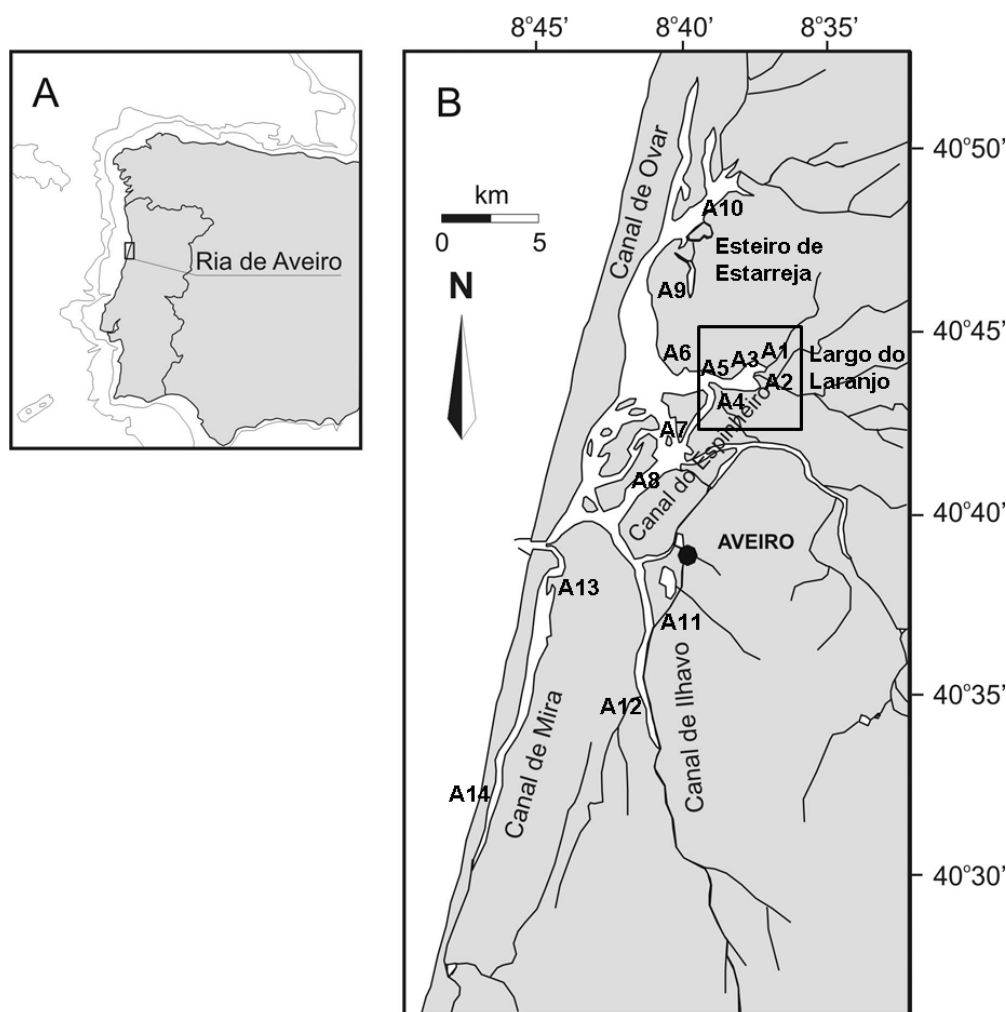 A
Ria de Aveiro
8°45’ 8°40’ 8°35’
B
km
0 5
N
Canal de Ovar
40°50’
A10
Esteiro de
Estarreja
A9
40°45’
A6
A5
A3
A1
A2
A4
Largo do
Laranjo
A7
A8
Canal do Espinheiro
40°40’
AVEIRO
A13
A11
40°35’
A12
Canal de Ilhavo
Canal de Mira
A14
40°30’